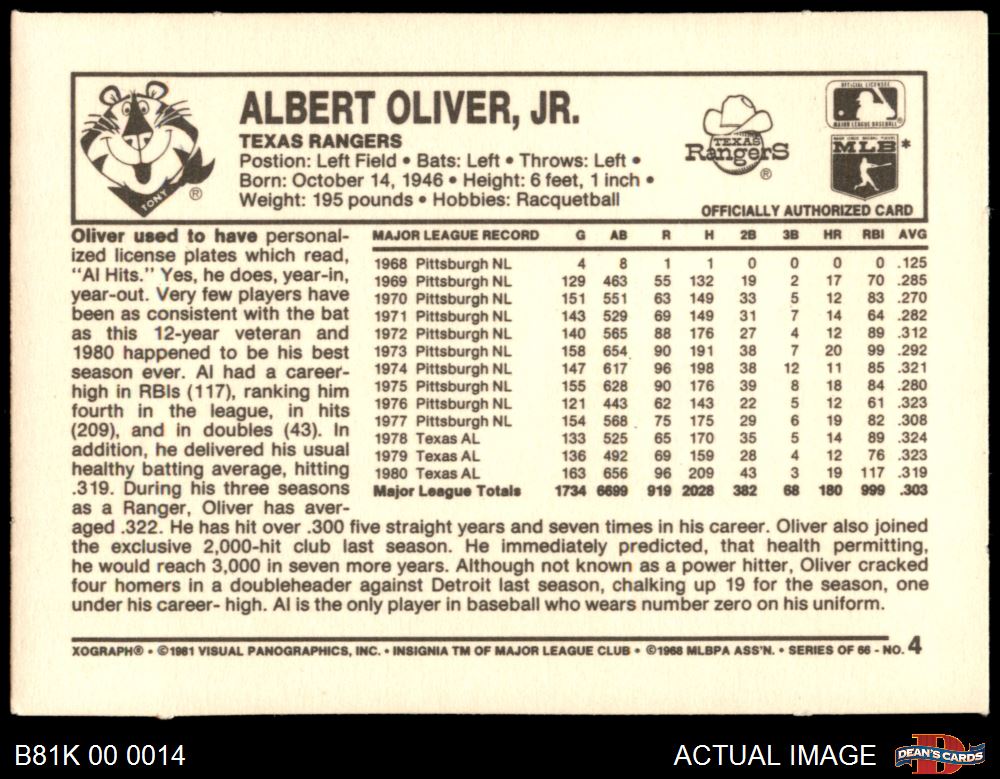 TONY
®
ALBERT OLIVER, JR.
TEXAS RANGERS
Postion: Left Field • Bats: Left • Throws: Left •
Born: October 14, 1946 • Height: 6 feet, 1 inch •
Weight: 195 pounds • Hobbies: Racquetball
TEXAS
RangerS
®
OFFICIAL LICENSEE
MAJOR LEAGUE BASEBALL
MLB*
OFFICIALLY AUTHORIZED CARD
Oliver used to have personal-
ized license plates which read,
"Al Hits." Yes, he does, year-in,
year-out. Very few players have
been as consistent with the bat
as this 12-year veteran and
1980 happened to be his best
season ever. Al had a career-
high in RBIs (117), ranking him
fourth in the league, in hits
(209), and in doubles (43). In
addition, he delivered his usual
healthy batting average, hitting
.319. During his three seasons
as a Ranger, Oliver has aver-
aged .322. He has hit over .300 five straight years and seven times in his career. Oliver also joined
the exclusive 2,000-hit club last season. He immediately predicted, that health permitting,
he would reach 3,000 in seven more years. Although not known as a power hitter, Oliver cracked
four homers in a doubleheader against Detroit last season, chalking up 19 for the season, one
under his career- high. Al is the only player in baseball who wears number zero on his uniform.
MAJOR LEAGUE RECORD G AB R H 2B 3B HR RBI AVG
1968 Pittsburgh NL 4 8 1 1 0 0 0 0 .125
1969 Pittsburgh NL 129 463 55 132 19 2 17 70 .285
1970 Pittsburgh NL 151 551 63 149 33 5 12 83 .270
1971 Pittsburgh NL 143 529 69 149 31 7 14 64 .282
1972 Pittsburgh NL 140 565 88 176 27 4 12 89 .312
1973 Pittsburgh NL 158 654 90 191 38 7 20 99 .292
1974 Pittsburgh NL 147 617 96 198 38 12 11 85 .321
1975 Pittsburgh NL 155 628 90 176 39 8 18 84 .280
1976 Pittsburgh NL 121 443 62 143 22 5 12 61 .323
1977 Pittsburgh NL 154 568 75 175 29 6 19 82 .308
1978 Texas AL 133 525 65 170 35 5 14 89 .324
1979 Texas AL 136 492 69 159 28 4 12 76 .323
1980 Texas AL 163 656 96 209 43 3 19 117 .319
Major League Totals 1734 6699 919 2028 382 68 180 999 .303
XOGRAPH® • ©1981 VISUAL PANOGRAPHICS, INC. • INSIGNIA TM OF MAJOR LEAGUE CLUB • ©1968 MLBPA ASS'N. • SERIES OF 66 - NO. 4
B81K 00 0014
ACTUAL IMAGE
DEAN'S CARDS